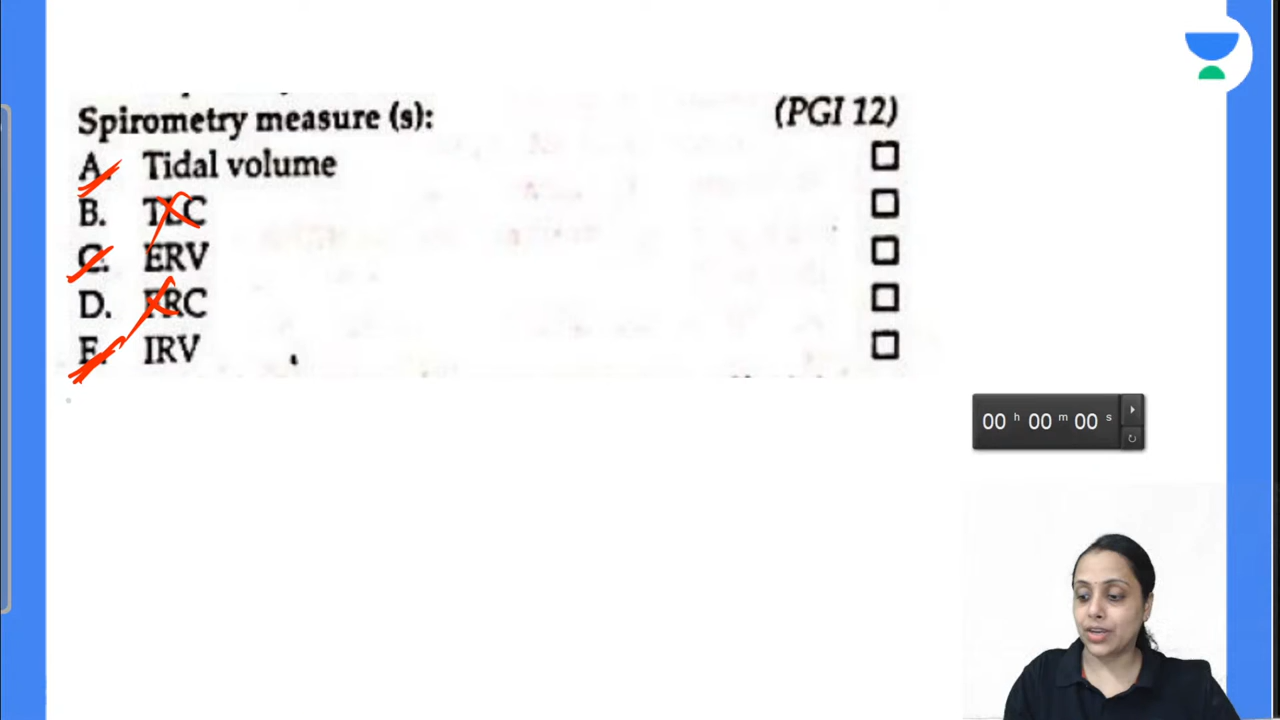 Spirometry measure (s): (PGI 12)
A. Tidal volume
B. TLC
C. ERV
D. FRC
E. IRV
00 h 00 m 00 s